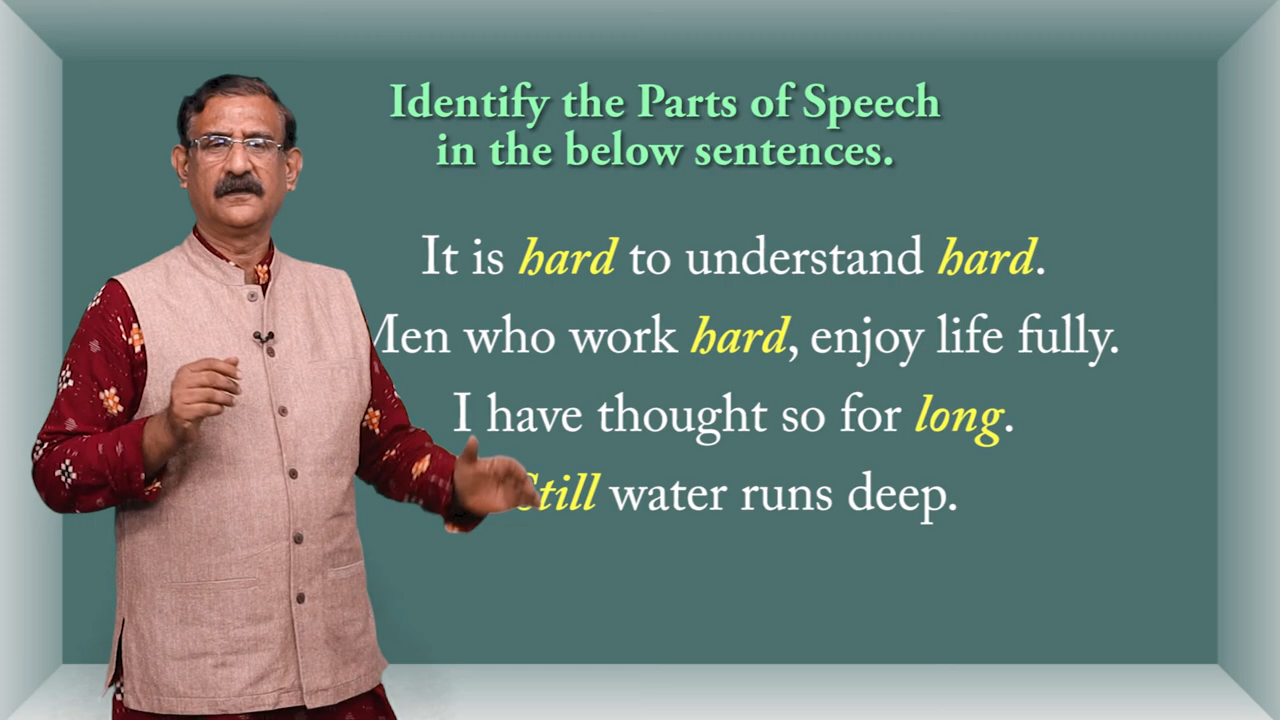 Identify the Parts of Speech
in the below sentences.
It is hard to understand hard.
Men who work hard, enjoy life fully.
I have thought so for long.
Still water runs deep.